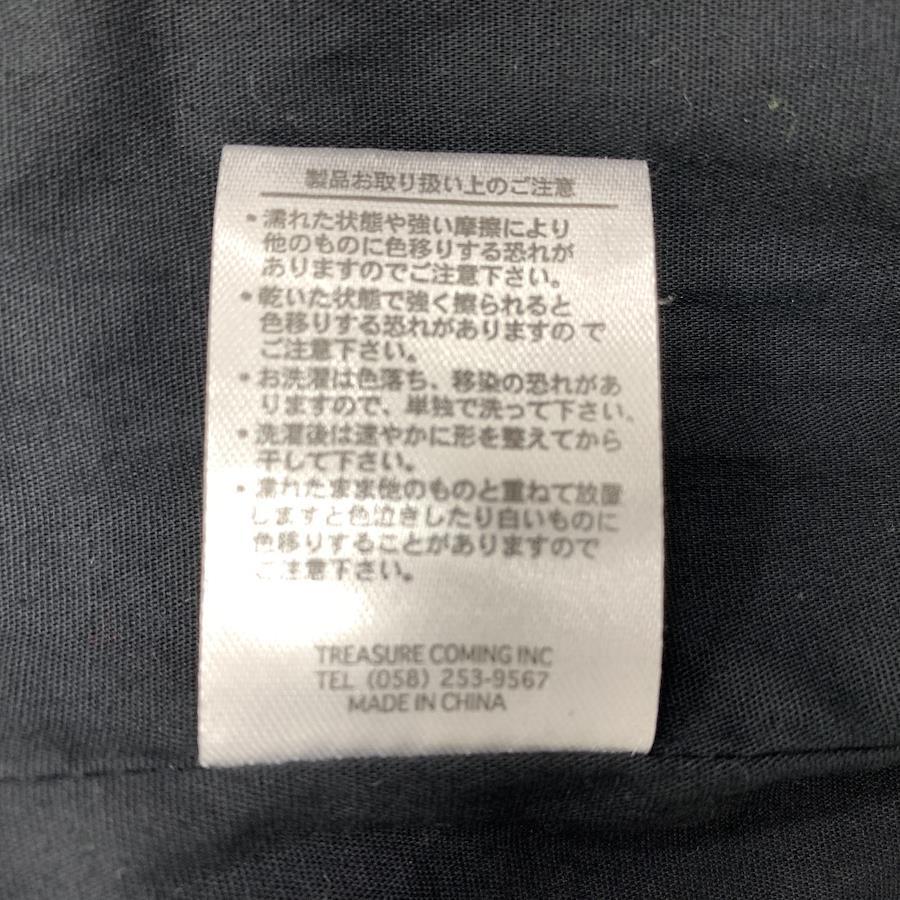 製品お取り扱い上のご注意
•濡れた状態や強い摩擦により
他のものに色移りする恐れが
ありますのでご注意下さい。
•乾いた状態で強く擦られると
色移りする恐れがありますので
ご注意下さい。
•お洗濯は色落ち、移染の恐れがあ
りますので、単独で洗って下さい、
•洗濯後は速やかに形を整えてから
干して下さい。
•濡れたまま他のものと重ねて放置
しますと色泣きしたり白いものに
色移りすることがありますので
ご注意下さい。
TREASURE COMING INC
TEL (058) 253-9567
MADE IN CHINA